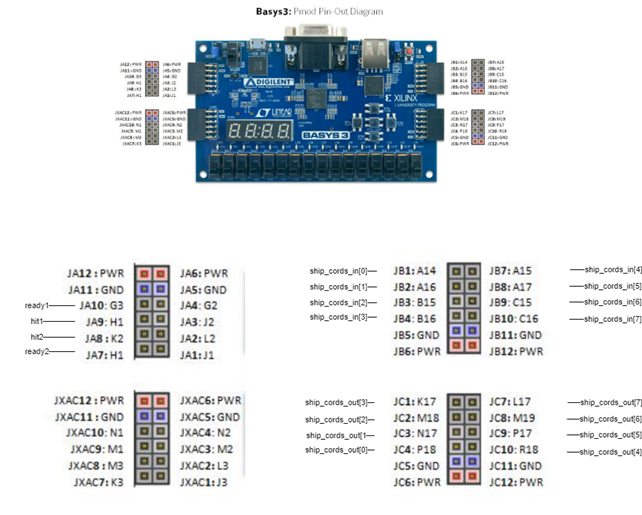 Basys3: Pmod Pin-Out Diagram
DIGILENT
XILINX
LINEAR
BASYS 3
JA12: PWR JA6: PWR
JA11: GND JA5: GND
ready1 JA10: G3 JA4: G2
hit1 JA9: H1 JA3: J2
hit2 JA8: K2 JA2: L2
ready2 JA7: H1 JA1: J1
ship_cords_in[0] JB1: A14 JB7: A15 ship_cords_in[4]
ship_cords_in[1] JB2: A16 JB8: A17 ship_cords_in[5]
ship_cords_in[2] JB3: B15 JB9: C15 ship_cords_in[6]
ship_cords_in[3] JB4: B16 JB10: C16 ship_cords_in[7]
JB5: GND JB11: GND
JB6: PWR JB12: PWR
JXAC12: PWR JXAC6: PWR
JXAC11: GND JXAC5: GND
JXAC10: N1 JXAC4: N2
JXAC9: M1 JXAC3: M2
JXAC8: M3 JXAC2: L3
JXAC7: K3 JXAC1: J3
ship_cords_out[3] JC1: K17 JC7: L17 ship_cords_out[7]
ship_cords_out[2] JC2: M18 JC8: M19 ship_cords_out[6]
ship_cords_out[1 JC3: N17 JC9: P17 ship_cords_out[5]
ship_cords_out[0] JC4: P18 JC10: R18 ship_cords_out[4]
JC5: GND JC11: GND
JC6: PWR JC12: PWR